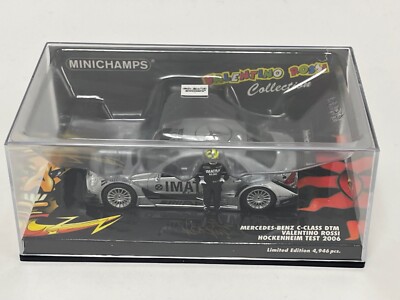 MINICHAMPS
VALENTINO ROSSI
Collection
IMAT
MERCEDES-BENZ C-CLASS DTM
VALENTINO ROSSI
HOCKENHEIM TEST 2006
Limited Edition 4,946 pcs.